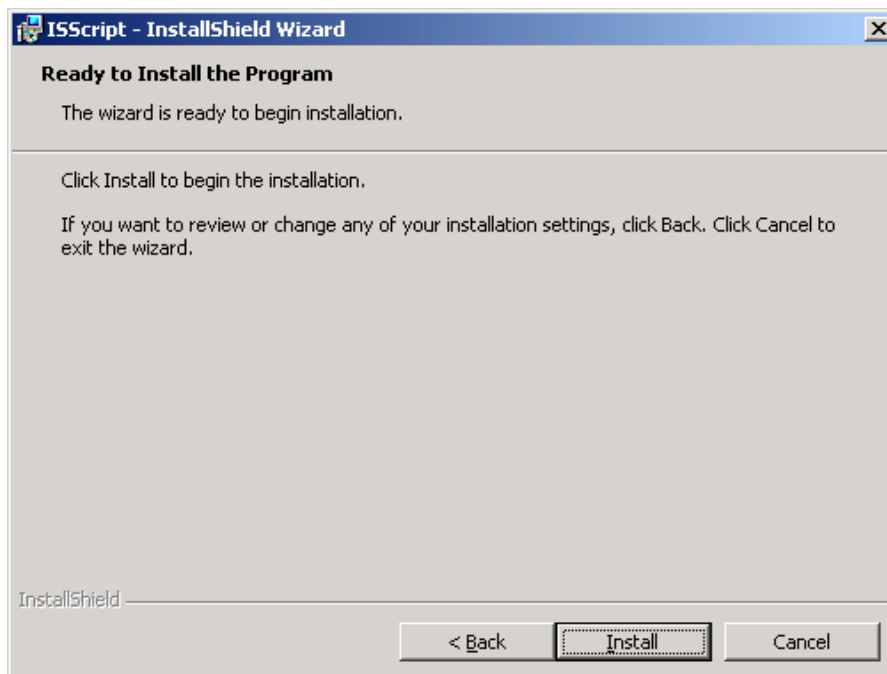 ISScript - InstallShield Wizard
Ready to Install the Program
The wizard is ready to begin installation.
Click Install to begin the installation.
If you want to review or change any of your installation settings, click Back. Click Cancel to
exit the wizard.
InstallShield
< Back
Install
Cancel